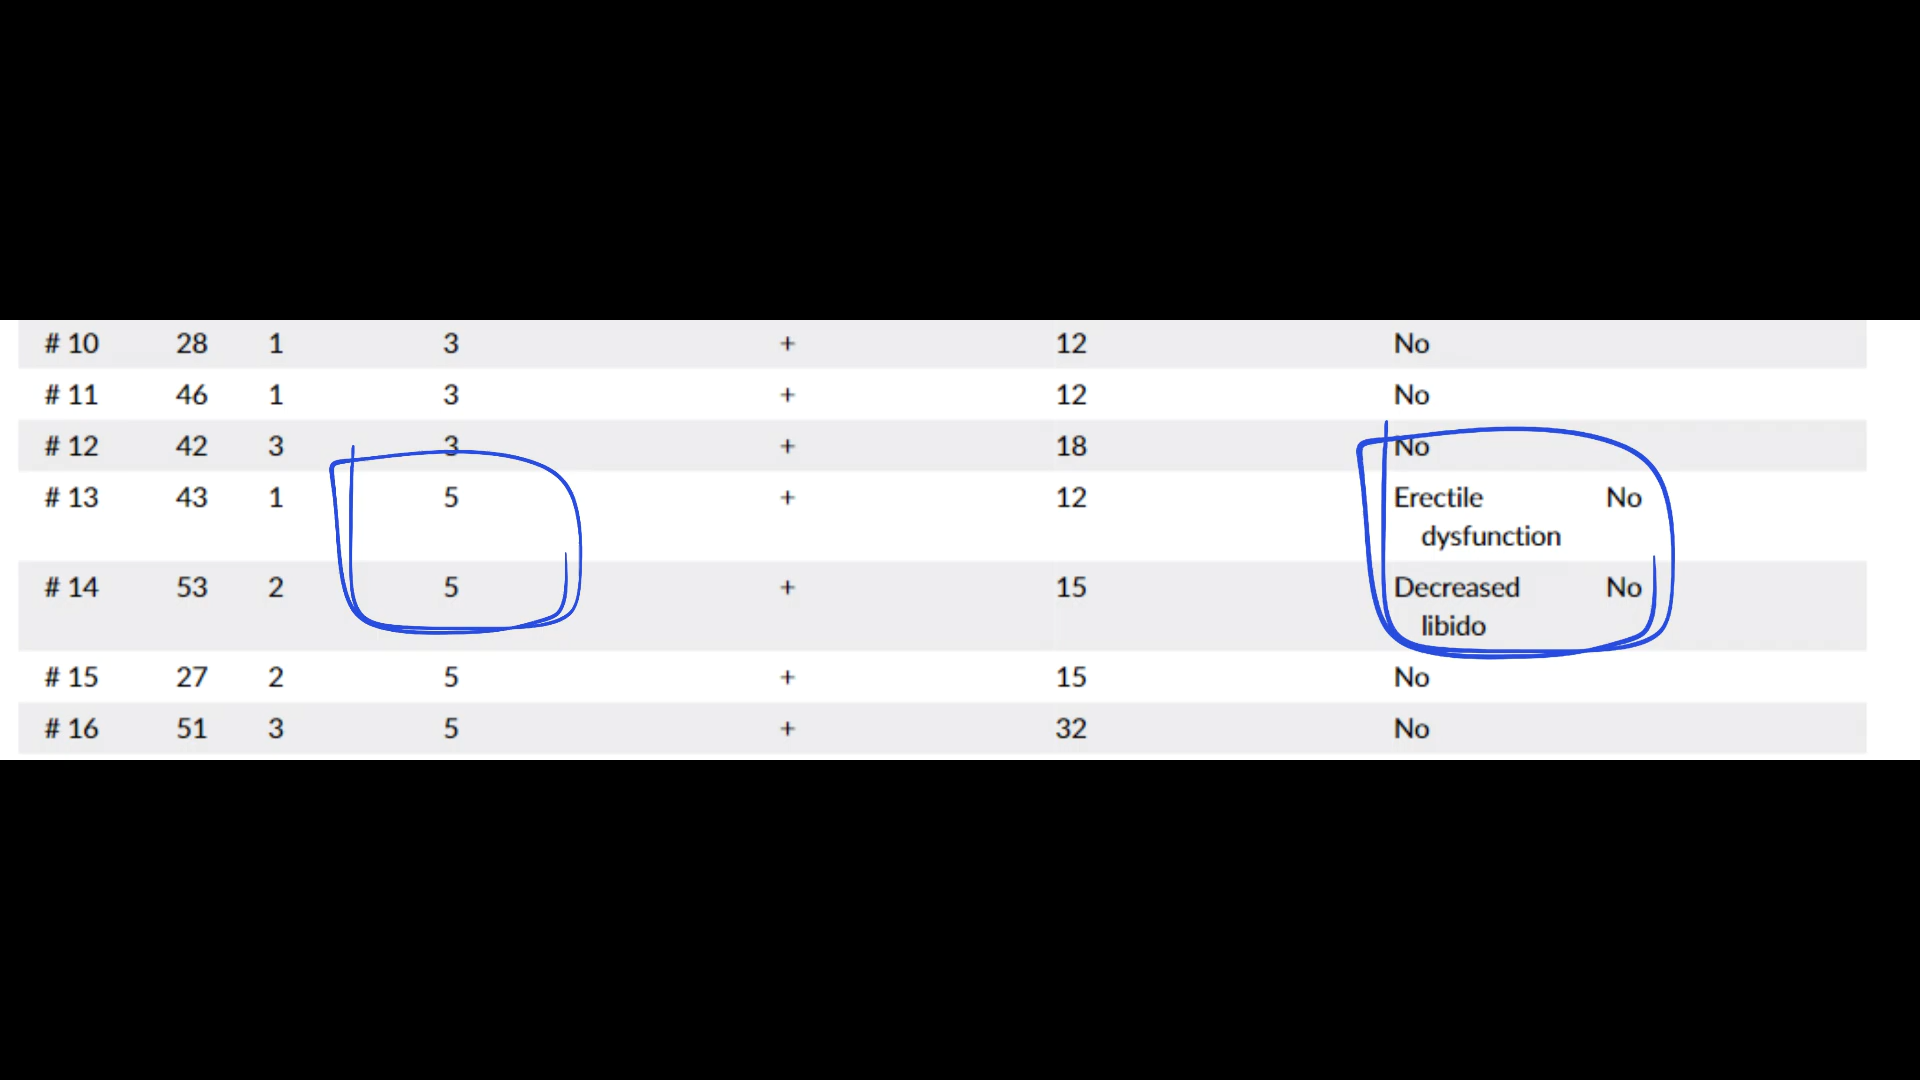 # 10 28 1 3 + 12 No
# 11 46 1 3 + 12 No
# 12 42 3 3 + 18 No
# 13 43 1 5 + 12 Erectile No
dysfunction
# 14 53 2 5 + 15 Decreased No
libido
# 15 27 2 5 + 15 No
# 16 51 3 5 + 32 No